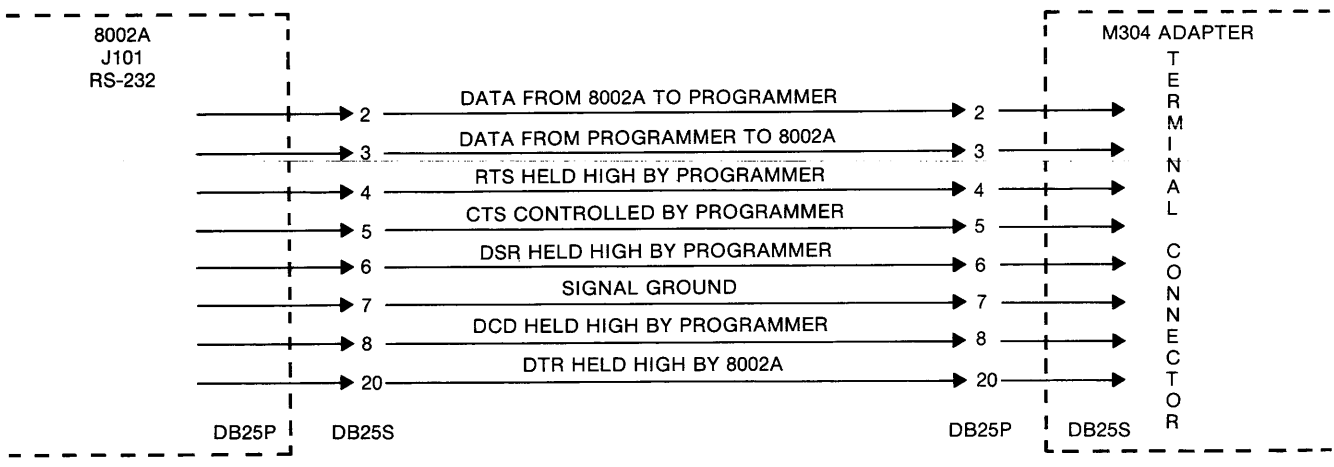 8002A
J101
RS-232
M304 ADAPTER
TERMINAL CONNECTOR
2 DATA FROM 8002A TO PROGRAMMER 2
3 DATA FROM PROGRAMMER TO 8002A 3
4 RTS HELD HIGH BY PROGRAMMER 4
5 CTS CONTROLLED BY PROGRAMMER 5
6 DSR HELD HIGH BY PROGRAMMER 6
7 SIGNAL GROUND 7
8 DCD HELD HIGH BY PROGRAMMER 8
20 DTR HELD HIGH BY 8002A 20
DB25P DB25S DB25P DB25S